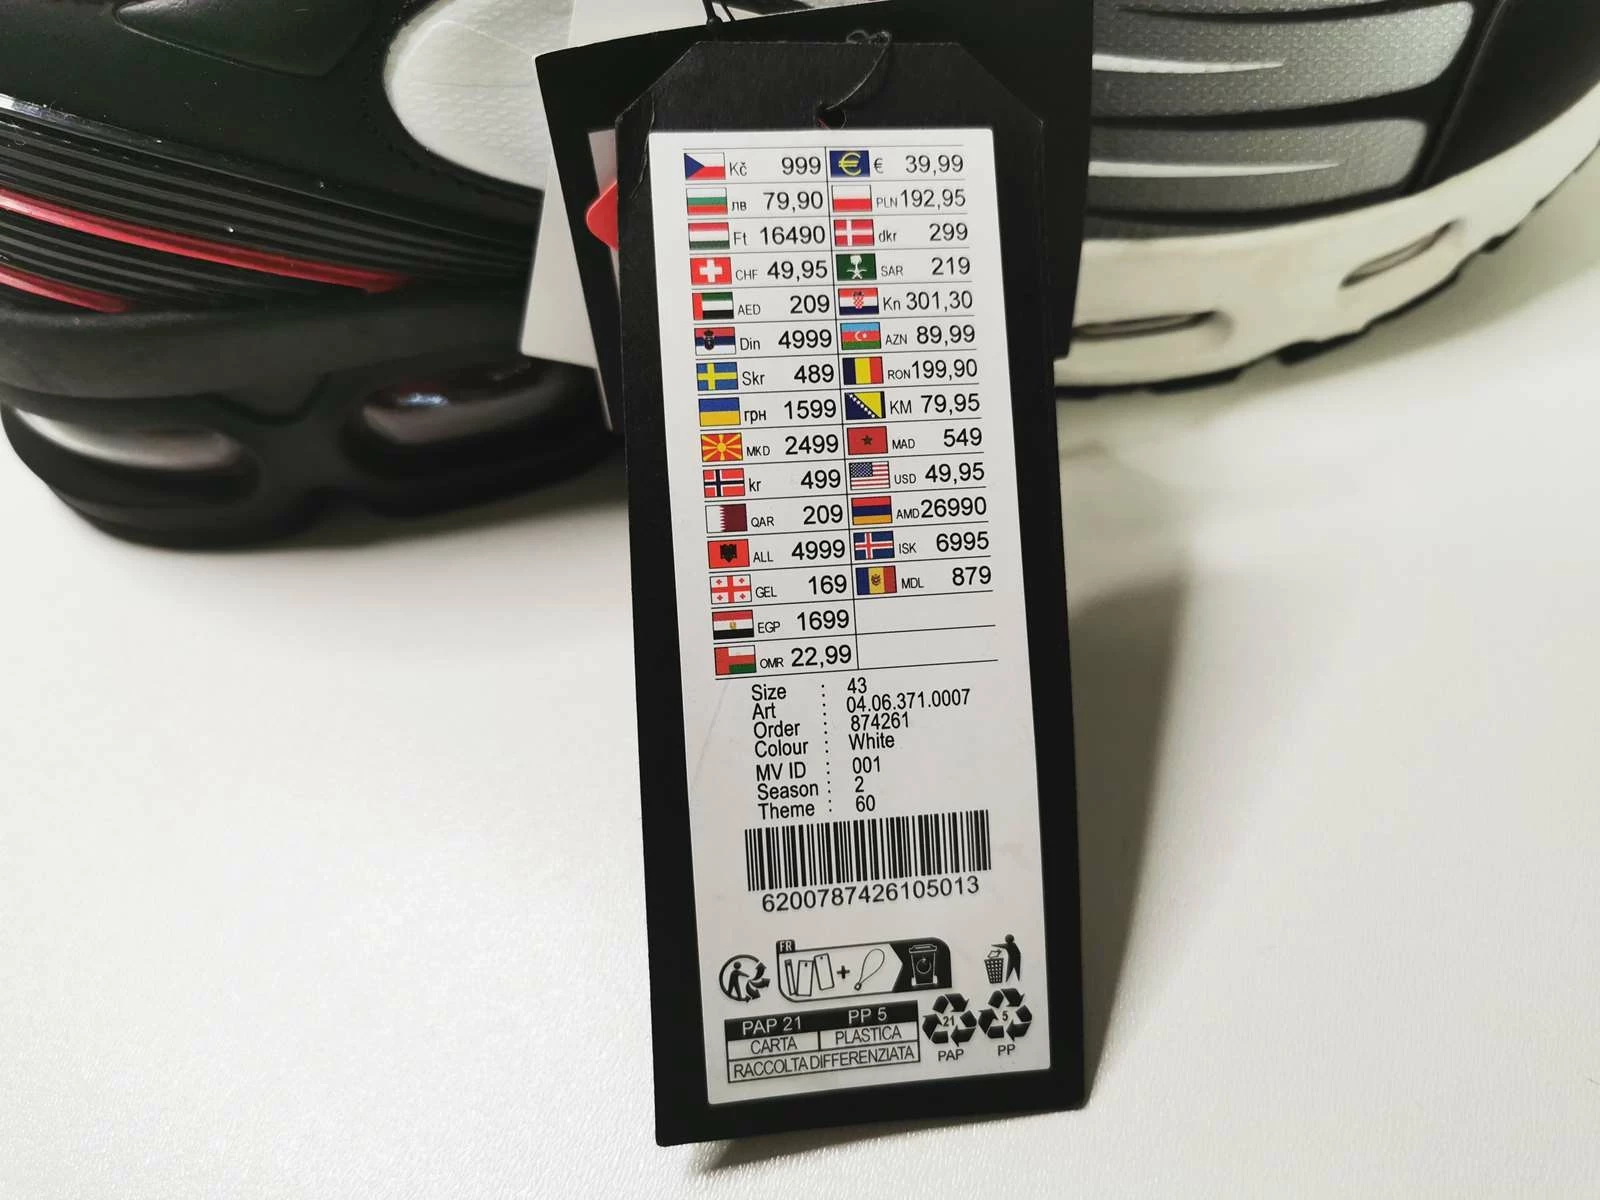 Kč 999 € 39,99
лв 79,90 PLN 192,95
Ft 16490 dkr 299
CHF 49,95 SAR 219
AED 209 Kn 301,30
Din 4999 AZN 89,99
Skr 489 RON 199,90
грн 1599 KM 79,95
MKD 2499 MAD 549
kr 499 USD 49,95
QAR 209 AMD 26990
ALL 4999 ISK 6995
GEL 169 MDL 879
EGP 1699
OMR 22,99
Size : 43
Art : 04.06.371.0007
Order : 874261
Colour : White
MV ID : 001
Season : 2
Theme : 60
6200787426105013
FR
+
PAP 21 PP 5
CARTA PLASTICA
RACCOLTA DIFFERENZIATA
21 5
PAP PP